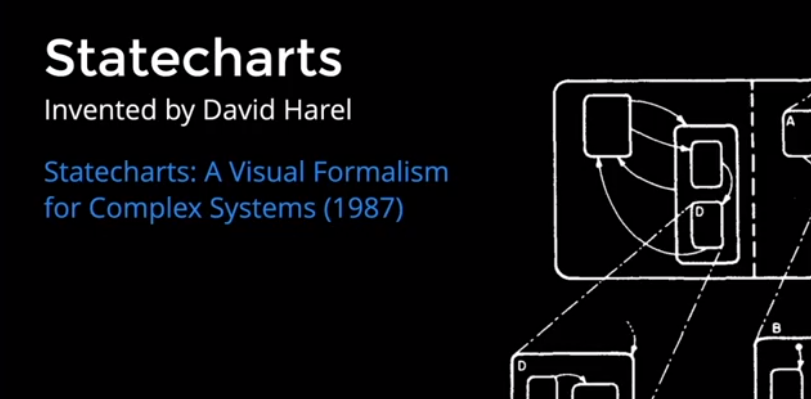 Statecharts
Invented by David Harel
Statecharts: A Visual Formalism
for Complex Systems (1987)
A
D
B
D